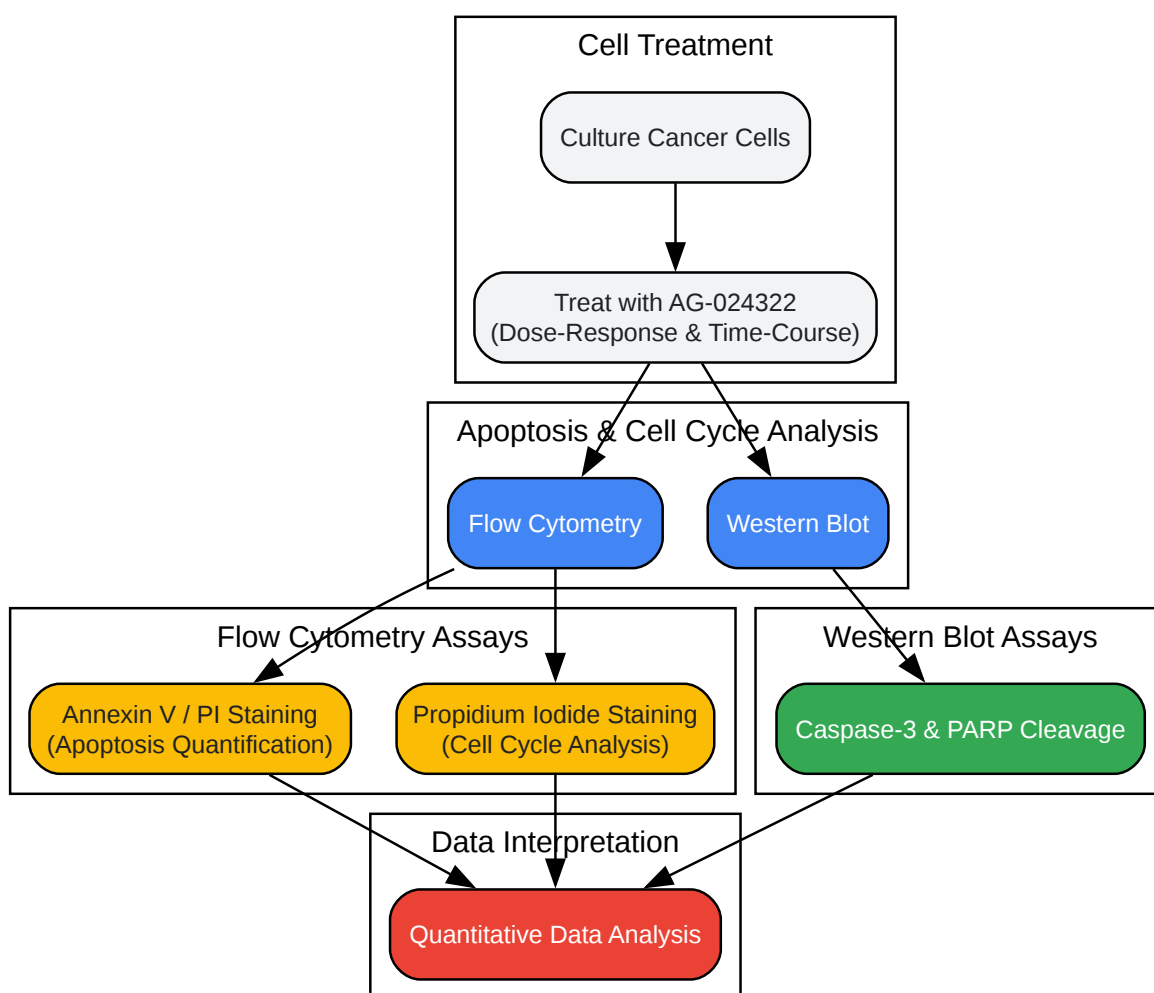 Cell Treatment
Culture Cancer Cells
Treat with AG-024322
(Dose-Response & Time-Course)
Apoptosis & Cell Cycle Analysis
Flow Cytometry
Western Blot
Flow Cytometry Assays
Western Blot Assays
Annexin V / PI Staining
(Apoptosis Quantification)
Propidium Iodide Staining
(Cell Cycle Analysis)
Caspase-3 & PARP Cleavage
Data Interpretation
Quantitative Data Analysis